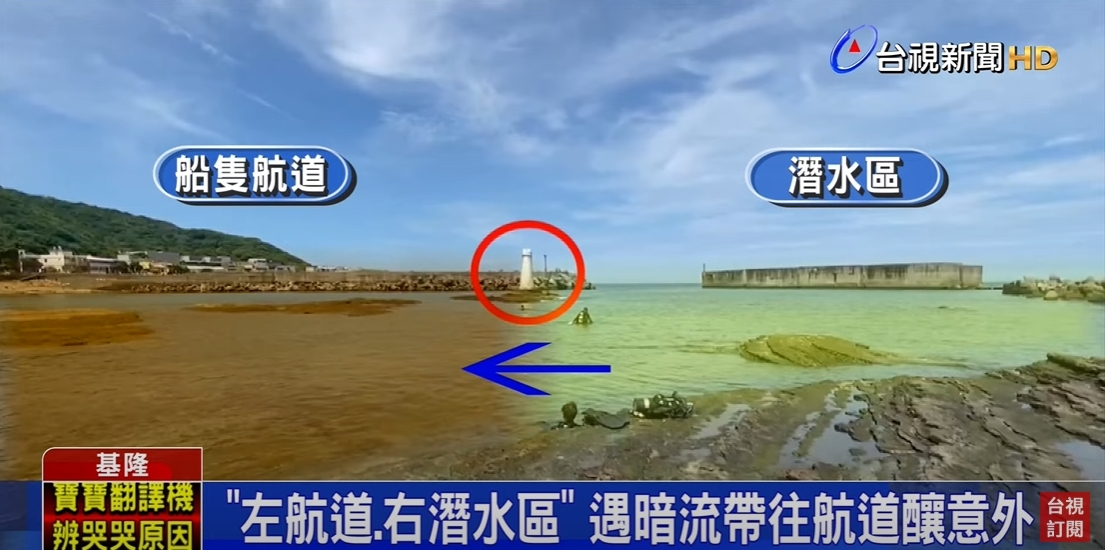 台視新聞HD
船隻航道
潛水區
基隆
寶寶翻譯機
辨哭哭原因
"左航道.右潛水區" 遇暗流帶往航道釀意外
台視
訂閱